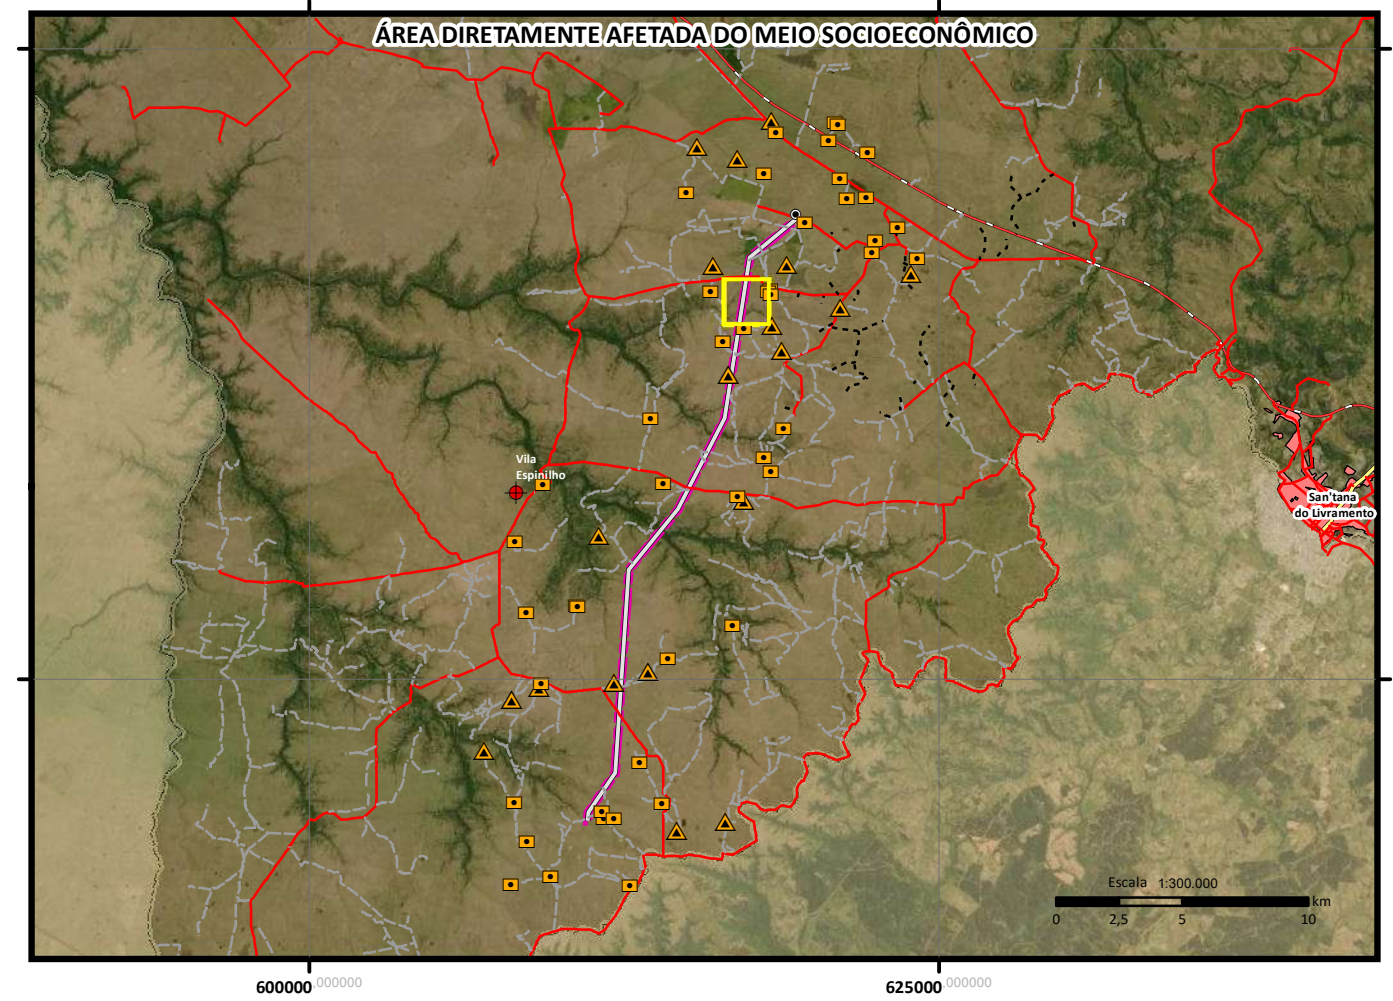 ÁREA DIRETAMENTE AFETADA DO MEIO SOCIOECONÔMICO
Vila
Espinilho
San'tana
do Livramento
Escala 1:300.000
km
0 2,5 5 10
600000,000000 625000,000000